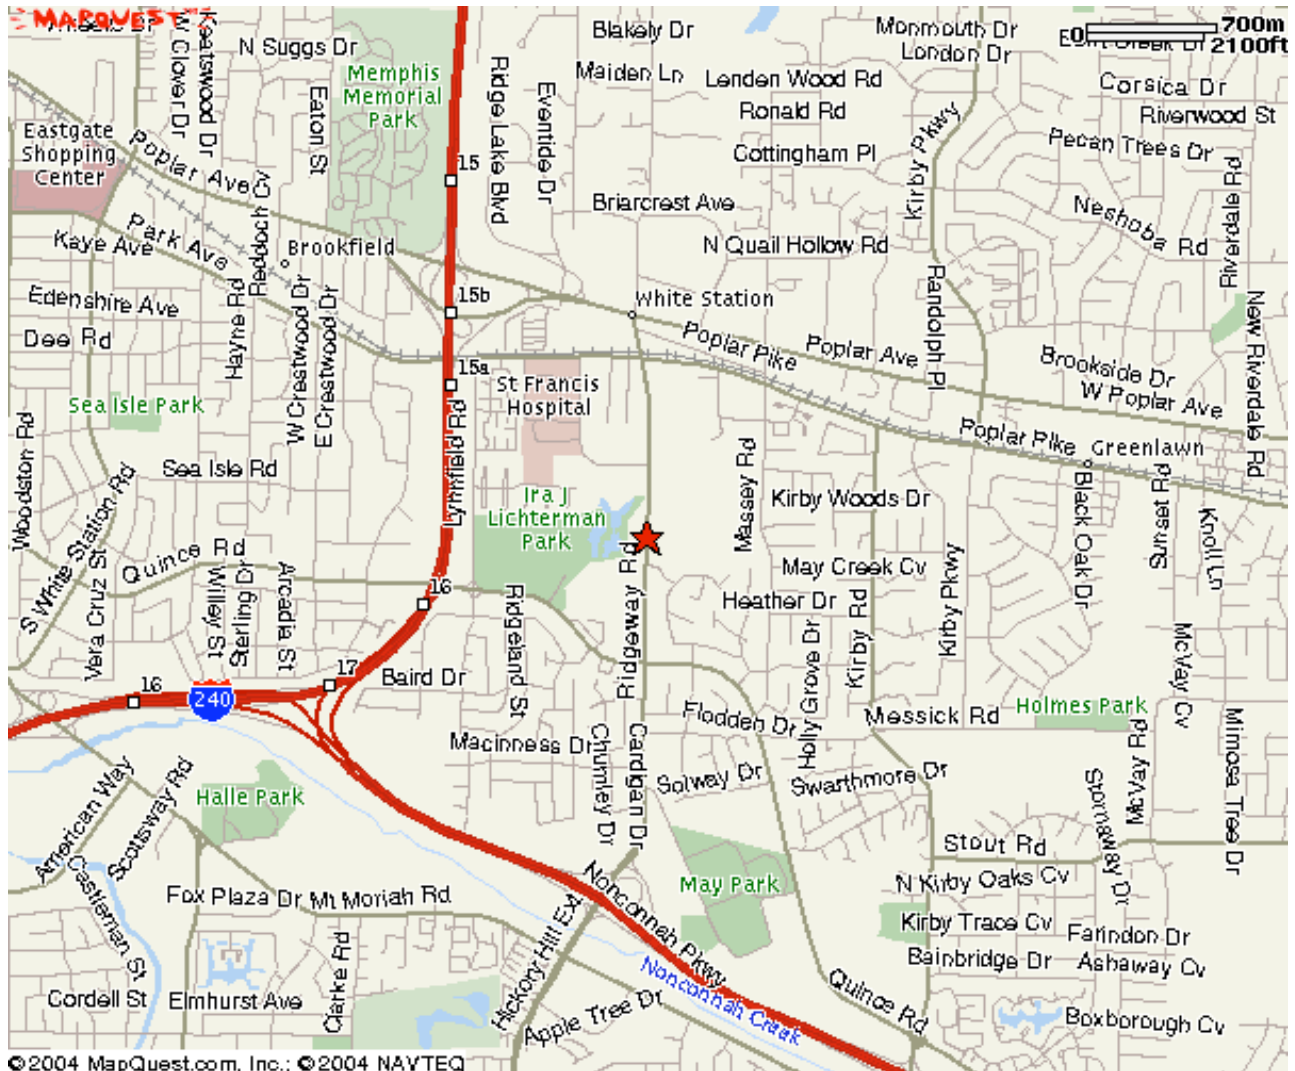 MAPQUEST
Wheelis Dr
W Clover Dr
Keatswood Dr
N Suggs Dr
Eaton St
Memphis
Memorial
Park
Ridge Lake Blvd
Eventide Dr
Blakely Dr
Maiden Ln
Lenden Wood Rd
Ronald Rd
Cottingham Pl
Monmouth Dr
London Dr
Kirby Pkwy
0
700m
2100ft
Corsica Dr
Riverwood St
Pecan Trees Dr
Neshoba Rd
Riverdale Rd
Eastgate
Shopping
Center
Poplar Ave
Park Ave
Kaye Ave
Reddoch Cv
Brookfield
15
Briarcrest Ave
N Quail Hollow Rd
Edenshire Ave
Dee Rd
Hayne Rd
W Crestwood Dr
E Crestwood Dr
15b
White Station
Randolph Pl
New Riverdale Rd
Poplar Pike
Poplar Ave
Brookside Dr
W Poplar Ave
15a
St Francis
Hospital
Sea Isle Park
Lynnfield Rd
Poplar Pike
Greenlawn
Woodston Rd
Sea Isle Rd
S White Station Rd
Massey Rd
Kirby Woods Dr
Black Oak Dr
Sunset Rd
Knoll Ln
Ira J
Lichterman
Park
Quince Rd
Vera Cruz St
Willey St
Sterling Dr
Arcadia St
16
Ridgeland St
Ridgeway Rd
May Creek Cv
Heather Dr
Holly Grove Dr
Kirby Rd
Kirby Pkwy
McVay Cv
17
Baird Dr
16
240
Macinness Dr
Chumley Dr
Cardigan Dr
Flodden Dr
Messick Rd
Holmes Park
McVay Rd
Mimosa Tree Dr
Solway Dr
Swarthmore Dr
Stornaway Dr
American Way
Scottsway Rd
Halle Park
Stout Rd
Castleman St
Fox Plaza Dr
Mt Moriah Rd
Nonconnah Pkwy
May Park
N Kirby Oaks Cv
Kirby Trace Cv
Farindon Dr
Bainbridge Dr
Ashaway Cv
Hickory Hill Ext
Nonconnah Creek
Quince Rd
Cordell St
Elmhurst Ave
Clarke Rd
Apple Tree Dr
Boxborough Cv
©2004 MapQuest.com, Inc.; ©2004 NAVTEQ